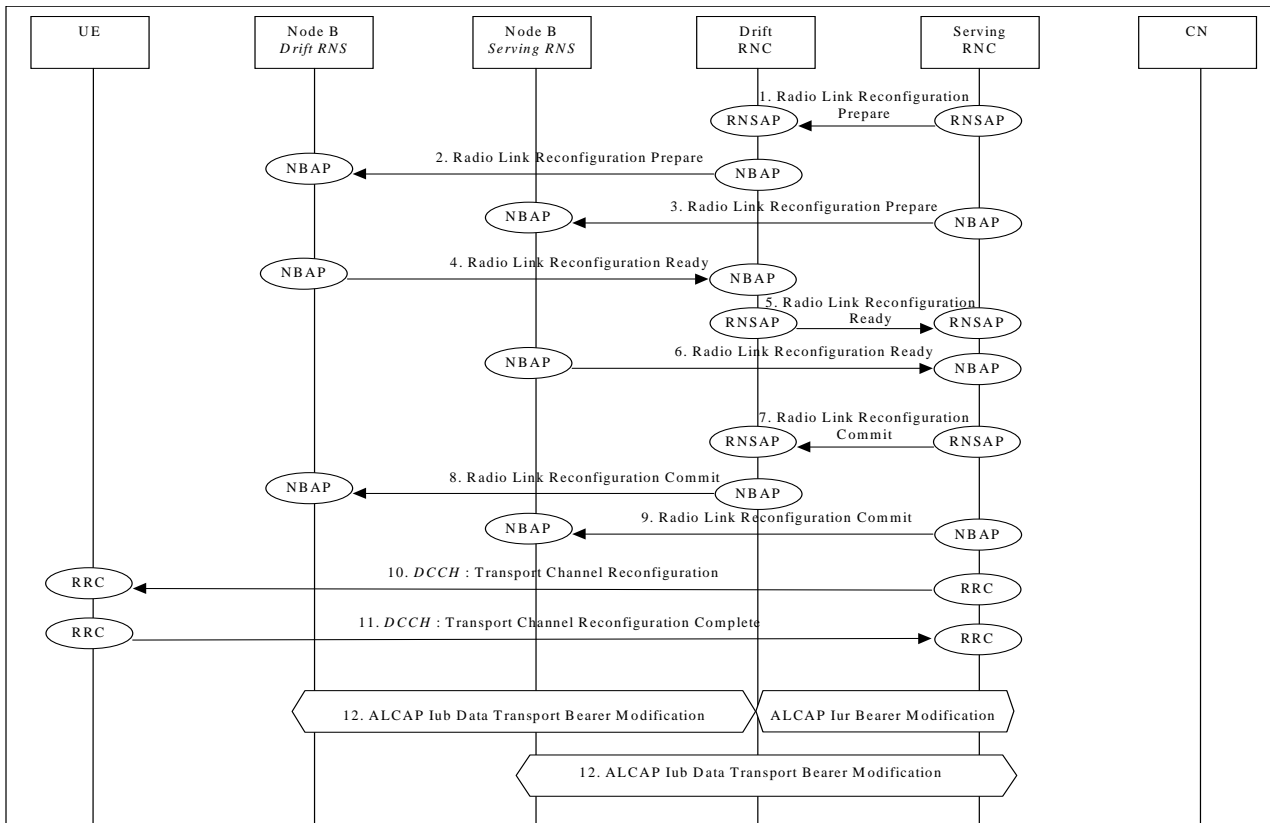 UE
Node B
Drift RNS
Node B
Serving RNS
Drift
RNC
Serving
RNC
CN
1. Radio Link Reconfiguration
Prepare
RNSAP
RNSAP
2. Radio Link Reconfiguration Prepare
NBAP
NBAP
3. Radio Link Reconfiguration Prepare
NBAP
NBAP
4. Radio Link Reconfiguration Ready
NBAP
NBAP
5. Radio Link Reconfiguration
Ready
RNSAP
RNSAP
6. Radio Link Reconfiguration Ready
NBAP
NBAP
7. Radio Link Reconfiguration
Commit
RNSAP
RNSAP
8. Radio Link Reconfiguration Commit
NBAP
NBAP
9. Radio Link Reconfiguration Commit
NBAP
NBAP
10. DCCH : Transport Channel Reconfiguration
RRC
RRC
11. DCCH : Transport Channel Reconfiguration Complete
RRC
RRC
12. ALCAP Iub Data Transport Bearer Modification
ALCAP Iur Bearer Modification
12. ALCAP Iub Data Transport Bearer Modification